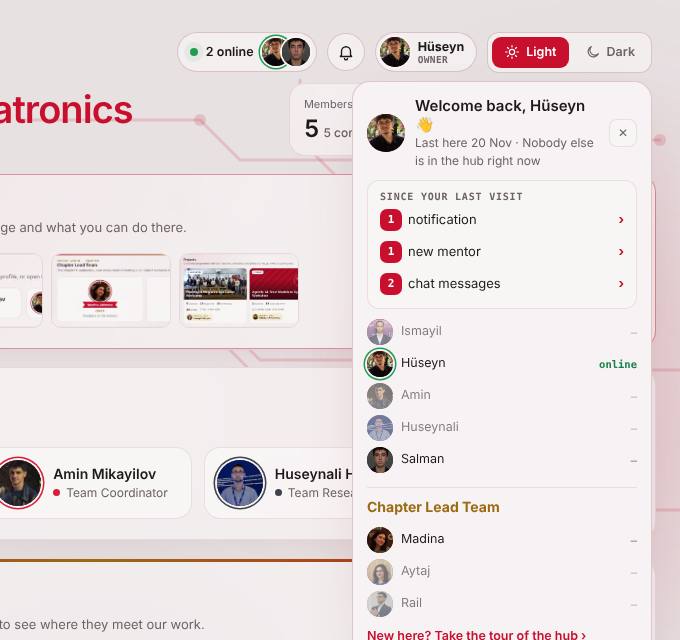 2 online
Hüseyn
OWNER
Light
Dark
atronics
Members
5 5 cor
Welcome back, Hüseyn
👋
Last here 20 Nov · Nobody else
is in the hub right now
×
SINCE YOUR LAST VISIT
1 notification ›
1 new mentor ›
2 chat messages ›
ge and what you can do there.
Chapter Lead Team
Projects
Ismayil –
Hüseyn online
Amin –
Huseynali –
Salman –
Amin Mikayilov
Team Coordinator
Huseynali H
Team Resea
Chapter Lead Team
Madina –
Aytaj –
Rail –
to see where they meet our work.
New here? Take the tour of the hub ›